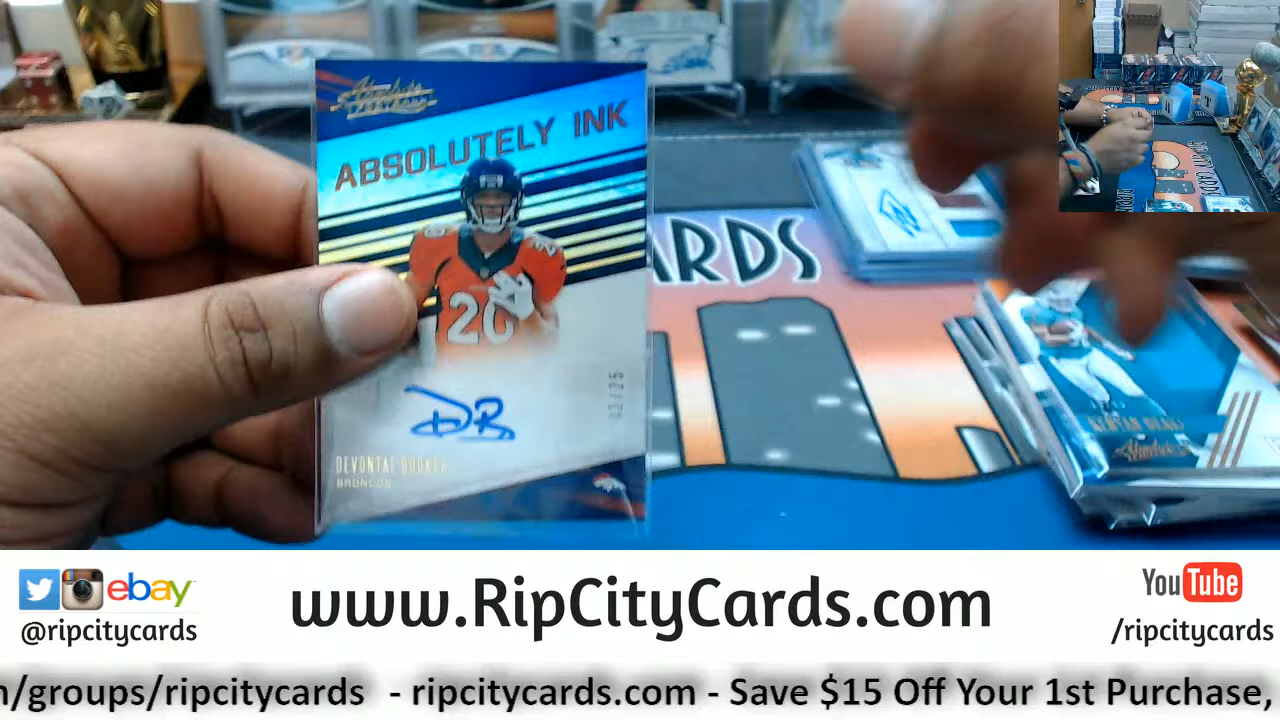 Absolute
ABSOLUTELY INK
20
DEVONTAE BOOKER
BRONCOS
ARDS
ebay
@ripcitycards
www.RipCityCards.com
YouTube
/ripcitycards
n/groups/ripcitycards - ripcitycards.com - Save $15 Off Your 1st Purchase,